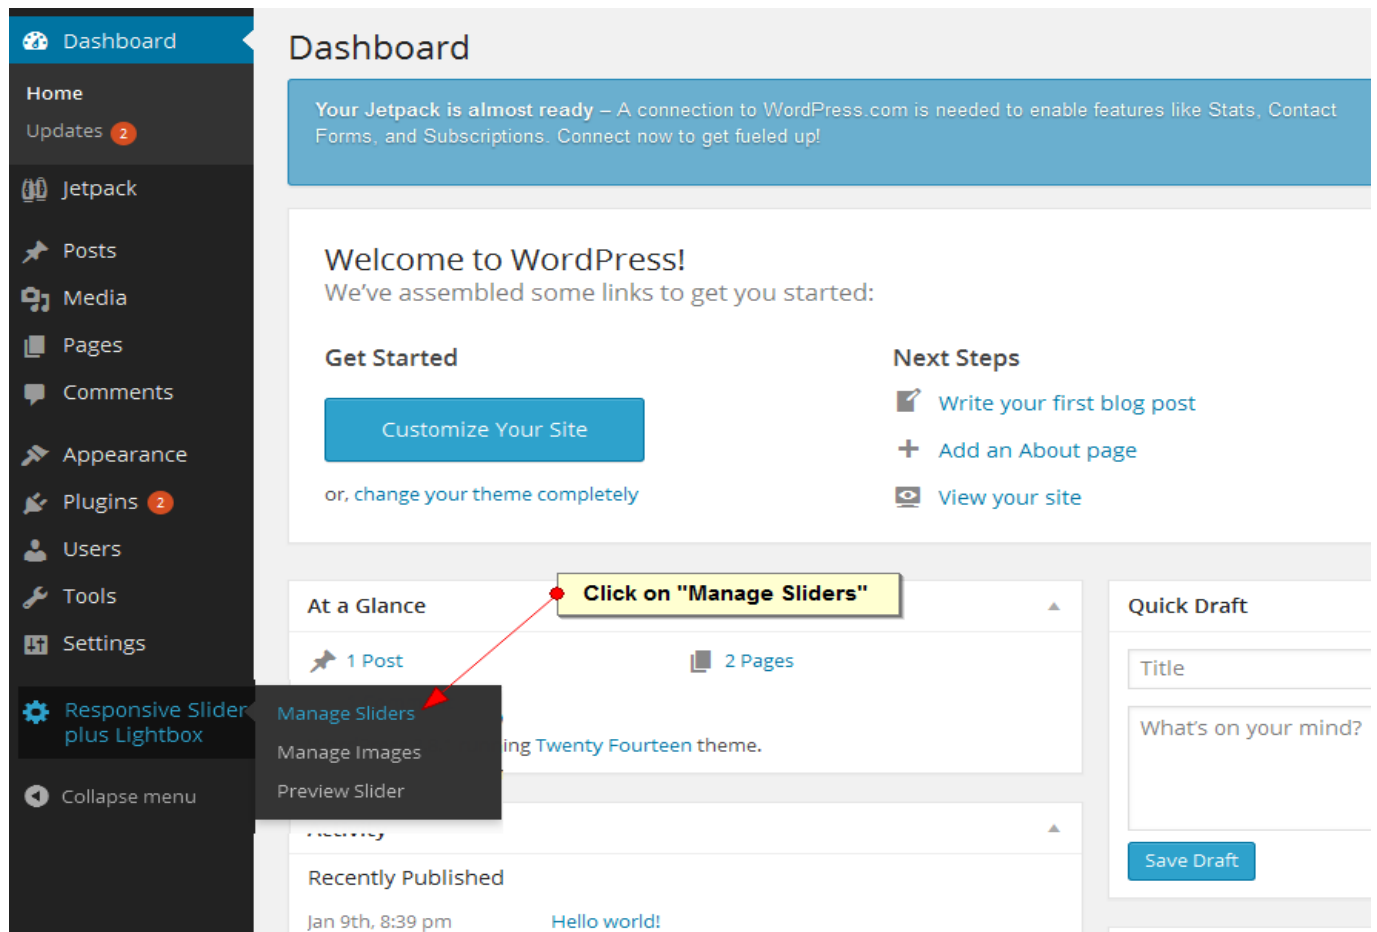 Dashboard
Home
Updates 2
Jetpack
Posts
Media
Pages
Comments
Appearance
Plugins 2
Users
Tools
Settings
Responsive Slider
plus Lightbox
Collapse menu
Manage Sliders
Manage Images
Preview Slider
Dashboard
Your Jetpack is almost ready – A connection to WordPress.com is needed to enable features like Stats, Contact
Forms, and Subscriptions. Connect now to get fueled up!
Welcome to WordPress!
We've assembled some links to get you started:
Get Started
Customize Your Site
or, change your theme completely
Next Steps
Write your first blog post
Add an About page
View your site
Click on "Manage Sliders"
At a Glance
1 Post
2 Pages
ing Twenty Fourteen theme.
Activity
Recently Published
Jan 9th, 8:39 pm Hello world!
Quick Draft
Title
What's on your mind?
Save Draft